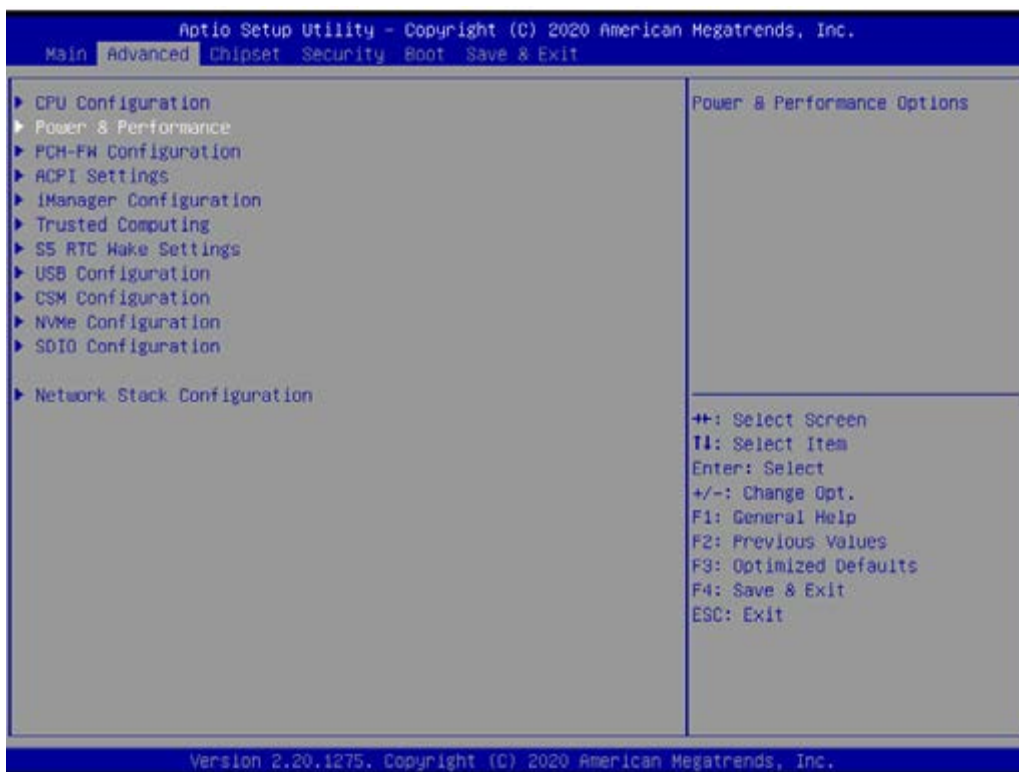 Aptio Setup Utility – Copyright (C) 2020 American Megatrends, Inc.
Main Advanced Chipset Security Boot Save & Exit
CPU Configuration
Power & Performance
PCH-FW Configuration
ACPI Settings
iManager Configuration
Trusted Computing
S5 RTC Wake Settings
USB Configuration
CSM Configuration
NVMe Configuration
SDIO Configuration
Network Stack Configuration
Power & Performance Options
→←: Select Screen
↑↓: Select Item
Enter: Select
+/-: Change Opt.
F1: General Help
F2: Previous Values
F3: Optimized Defaults
F4: Save & Exit
ESC: Exit
Version 2.20.1275. Copyright (C) 2020 American Megatrends, Inc.